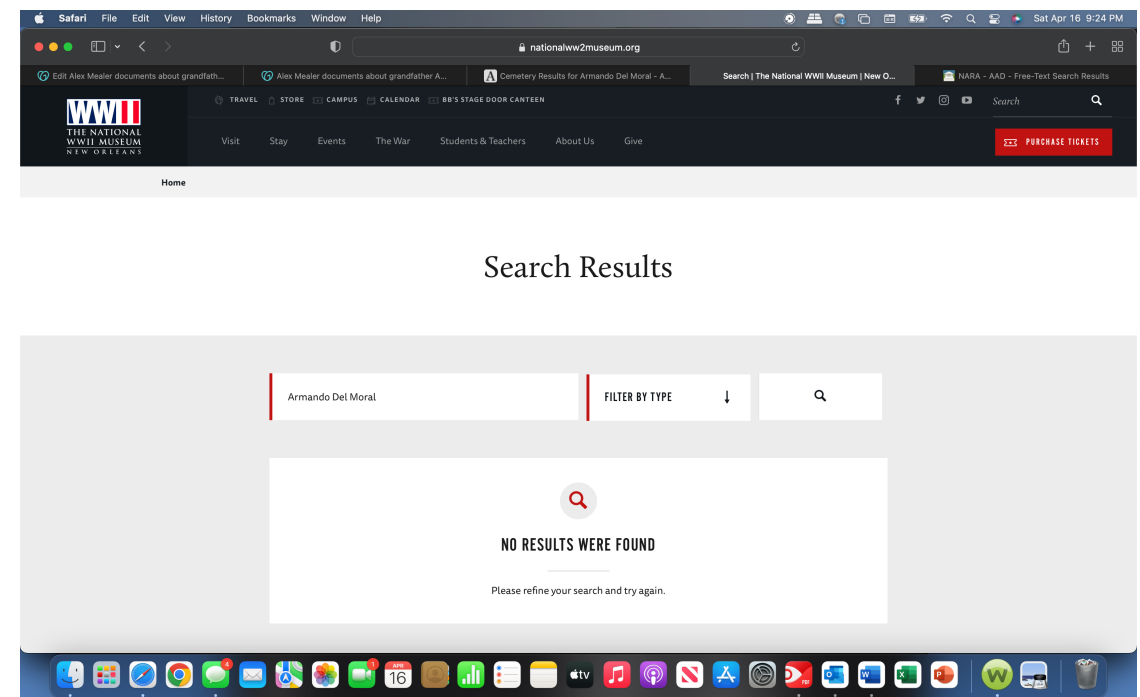 Safari File Edit View History Bookmarks Window Help Sat Apr 16 9:24 PM
nationalww2museum.org
Edit Alex Mealer documents about grandfath... Alex Mealer documents about grandfather A... Cemetery Results for Armando Del Moral - A... Search | The National WWII Museum | New O... NARA - AAD - Free-Text Search Results
TRAVEL STORE CAMPUS CALENDAR BB'S STAGE DOOR CANTEEN Search
WWII
THE NATIONAL
WWII MUSEUM
NEW ORLEANS
Visit Stay Events The War Students & Teachers About Us Give PURCHASE TICKETS
Home
Search Results
Armando Del Moral FILTER BY TYPE
NO RESULTS WERE FOUND
Please refine your search and try again.
4
1
APR
16
tv
PDF
W
X
P
W